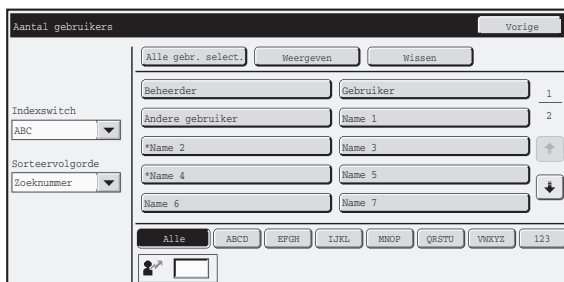 Aantal gebruikers Vorige
Alle gebr. select. Weergeven Wissen
Beheerder Gebruiker 1
Indexswitch
ABC
Andere gebruiker Name 1 2
*Name 2 Name 3
Sorteervolgorde
Zoeknummer
*Name 4 Name 5
Name 6 Name 7
Alle ABCD EFGH IJKL MNOP QRSTU VWXYZ 123